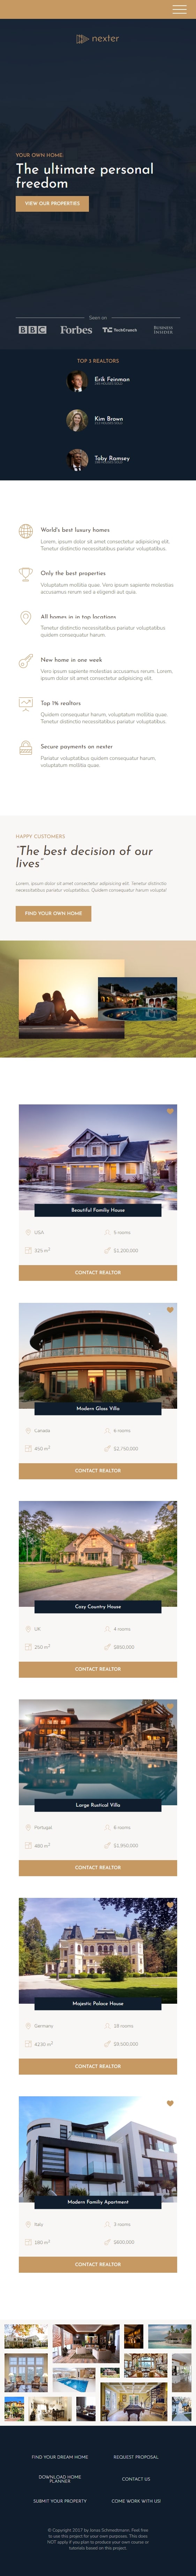 nexter
YOUR OWN HOME:
The ultimate personal
freedom
VIEW OUR PROPERTIES
Seen on
BBC
Forbes
TC TechCrunch
BUSINESS
INSIDER
TOP 3 REALTORS
Erik Feinman
245 HOUSES SOLD
Kim Brown
212 HOUSES SOLD
Toby Ramsey
198 HOUSES SOLD
World's best luxury homes
Lorem, ipsum dolor sit amet consectetur adipisicing elit.
Tenetur distinctio necessitatibus pariatur voluptatibus.
Only the best properties
Voluptatum mollitia quae. Vero ipsum sapiente molestias
accusamus rerum sed a eligendi aut quia.
All homes in in top locations
Tenetur distinctio necessitatibus pariatur voluptatibus
quidem consequatur harum.
New home in one week
Vero ipsum sapiente molestias accusamus rerum. Lorem,
ipsum dolor sit amet consectetur adipisicing elit.
Top 1% realtors
Quidem consequatur harum, voluptatum mollitia quae.
Tenetur distinctio necessitatibus pariatur voluptatibus.
Secure payments on nexter
Pariatur voluptatibus quidem consequatur harum,
voluptatum mollitia quae.
HAPPY CUSTOMERS
“The best decision of our
lives”
Lorem, ipsum dolor sit amet consectetur adipisicing elit. Tenetur distinctio
necessitatibus pariatur voluptatibus. Quidem consequatur harum volupta!
FIND YOUR OWN HOME
Beautiful Familiy House
USA
5 rooms
325 m2
$1,200,000
CONTACT REALTOR
Modern Glass Villa
Canada
6 rooms
450 m2
$2,750,000
CONTACT REALTOR
Cozy Country House
UK
4 rooms
250 m2
$850,000
CONTACT REALTOR
Large Rustical Villa
Portugal
6 rooms
480 m2
$1,950,000
CONTACT REALTOR
Majestic Palace House
Germany
18 rooms
4230 m2
$9,500,000
CONTACT REALTOR
Modern Familiy Apartment
Italy
3 rooms
180 m2
$600,000
CONTACT REALTOR
FIND YOUR DREAM HOME
REQUEST PROPOSAL
DOWNLOAD HOME
PLANNER
CONTACT US
SUBMIT YOUR PROPERTY
COME WORK WITH US!
© Copyright 2017 by Jonas Schmedtmann. Feel free
to use this project for your own purposes. This does
NOT apply if you plan to produce your own course or
tutorials based on this project.